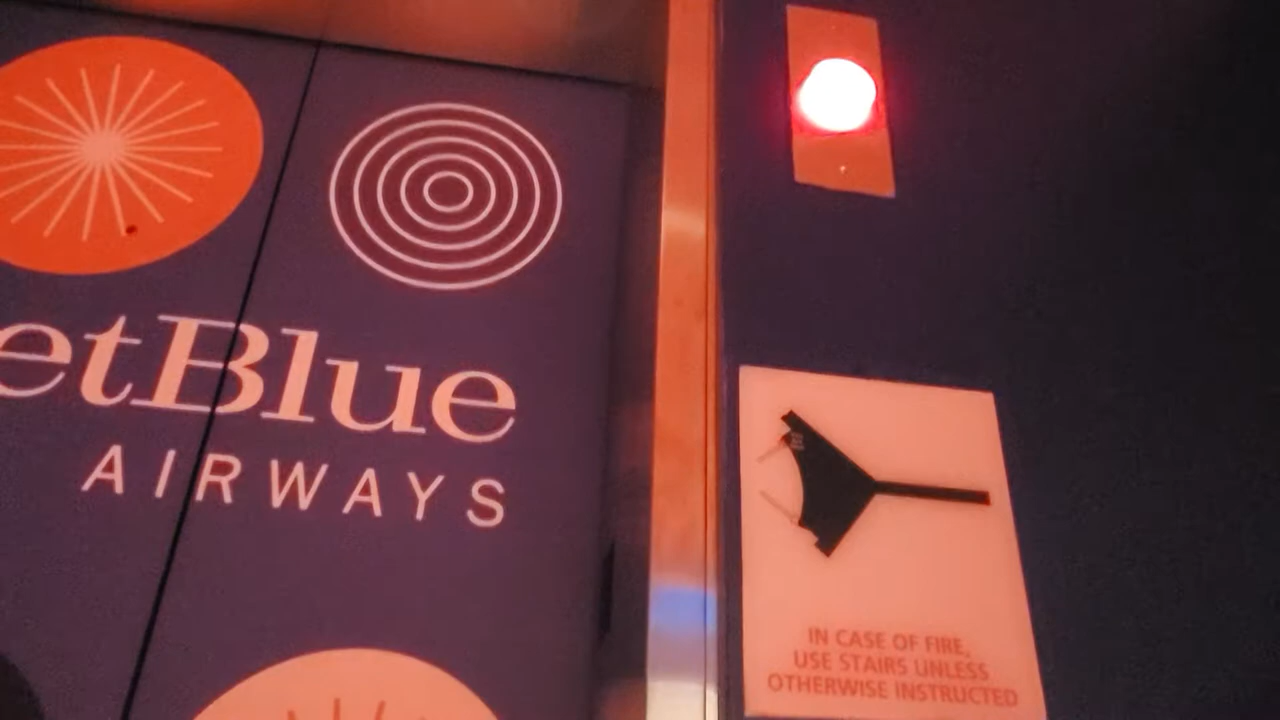 etBlue
AIRWAYS
IN CASE OF FIRE,
USE STAIRS UNLESS
OTHERWISE INSTRUCTED